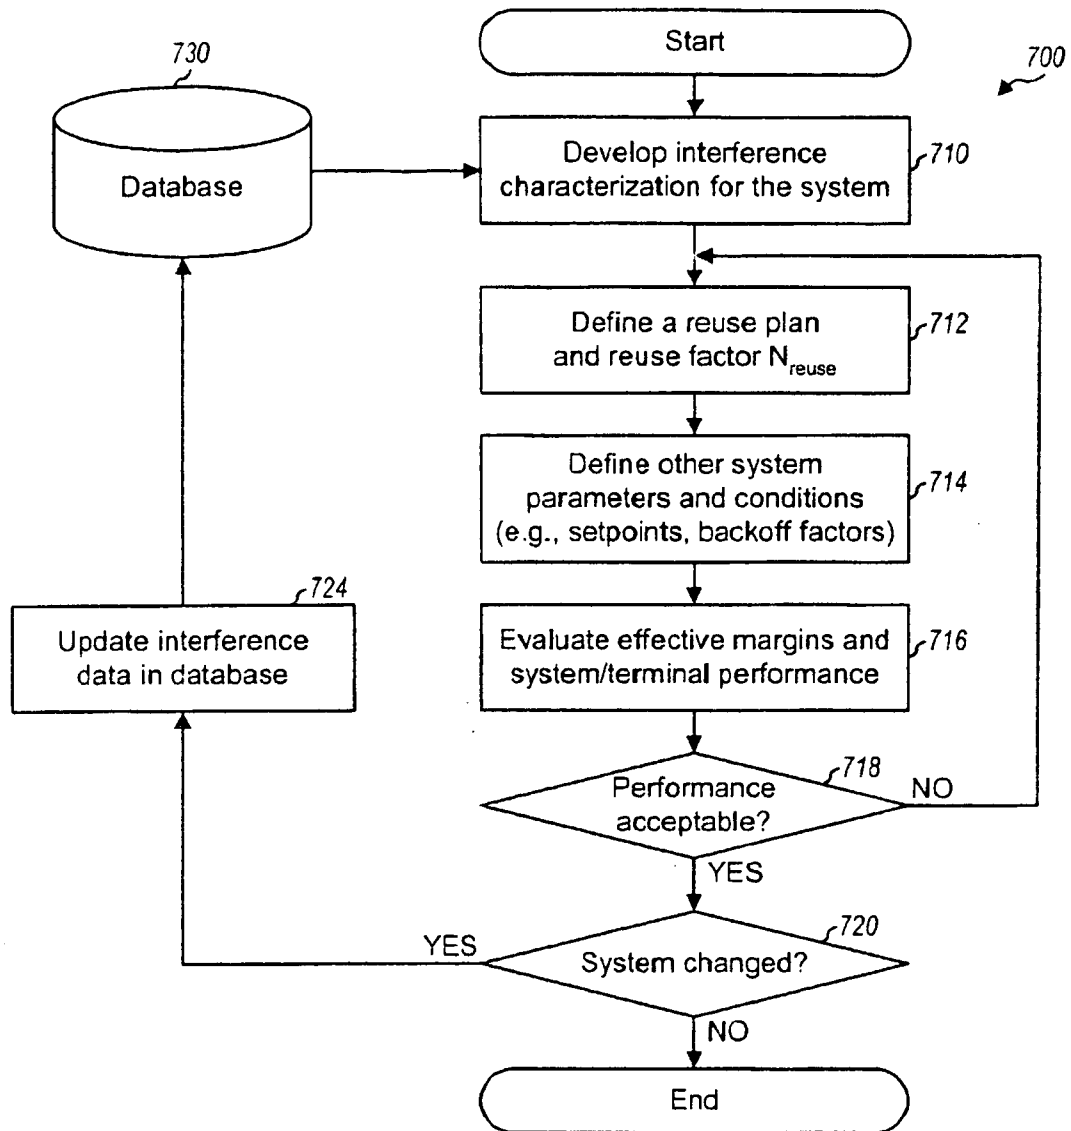 Start
700
730
Database
Develop interference
characterization for the system
710
Define a reuse plan
and reuse factor Nreuse
712
Define other system
parameters and conditions
(e.g., setpoints, backoff factors)
714
724
Update interference
data in database
Evaluate effective margins and
system/terminal performance
716
Performance
acceptable?
718
NO
YES
System changed?
720
YES
NO
End